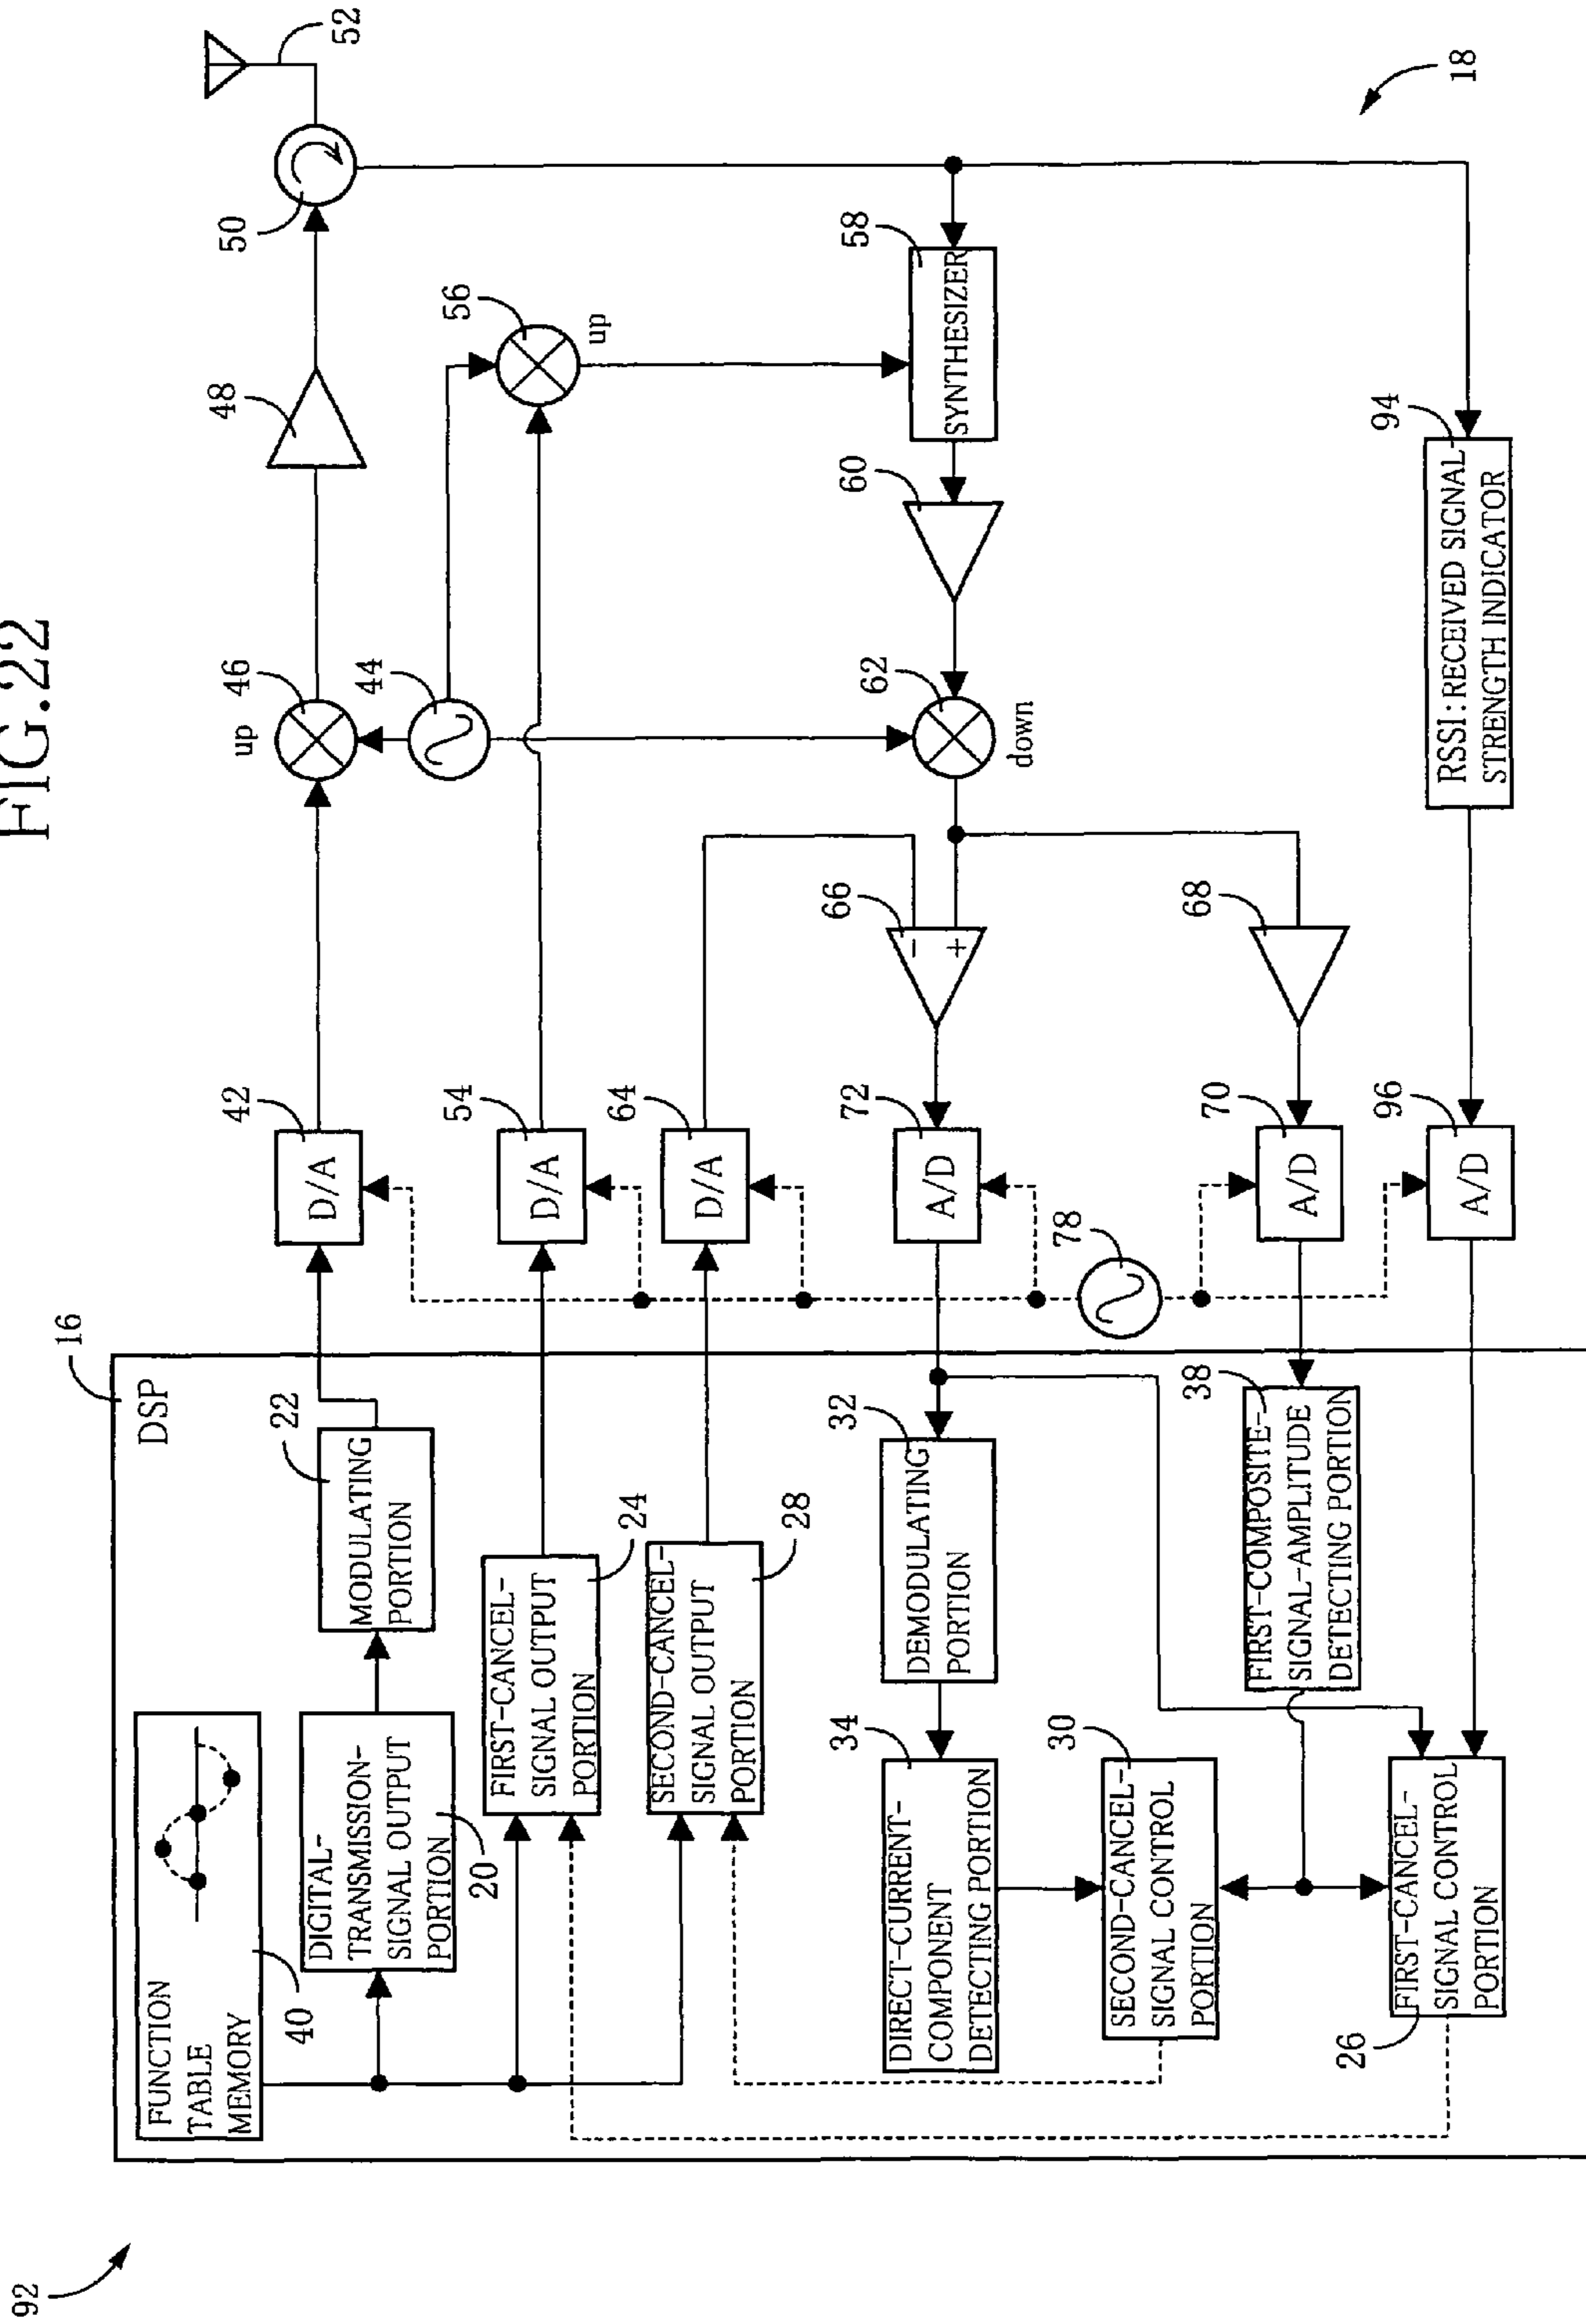 FIG.22
92
16
DSP
FUNCTION
TABLE
MEMORY
40
DIGITAL-
TRANSMISSION-
SIGNAL OUTPUT
PORTION
20
MODULATING
PORTION
22
42
D/A
up
46
48
50
52
44
FIRST-CANCEL-
SIGNAL OUTPUT
PORTION
24
54
D/A
56
up
SECOND-CANCEL-
SIGNAL OUTPUT
PORTION
28
64
D/A
34
DIRECT-CURRENT-
COMPONENT
DETECTING PORTION
32
DEMODULATING
PORTION
72
A/D
66
-
+
62
down
60
58
SYNTHESIZER
78
30
SECOND-CANCEL-
SIGNAL CONTROL
PORTION
38
FIRST-COMPOSITE-
SIGNAL-AMPLITUDE
DETECTING PORTION
70
A/D
68
26
FIRST-CANCEL-
SIGNAL CONTROL
PORTION
96
A/D
94
RSSI:RECEIVED SIGNAL
STRENGTH INDICATOR
18